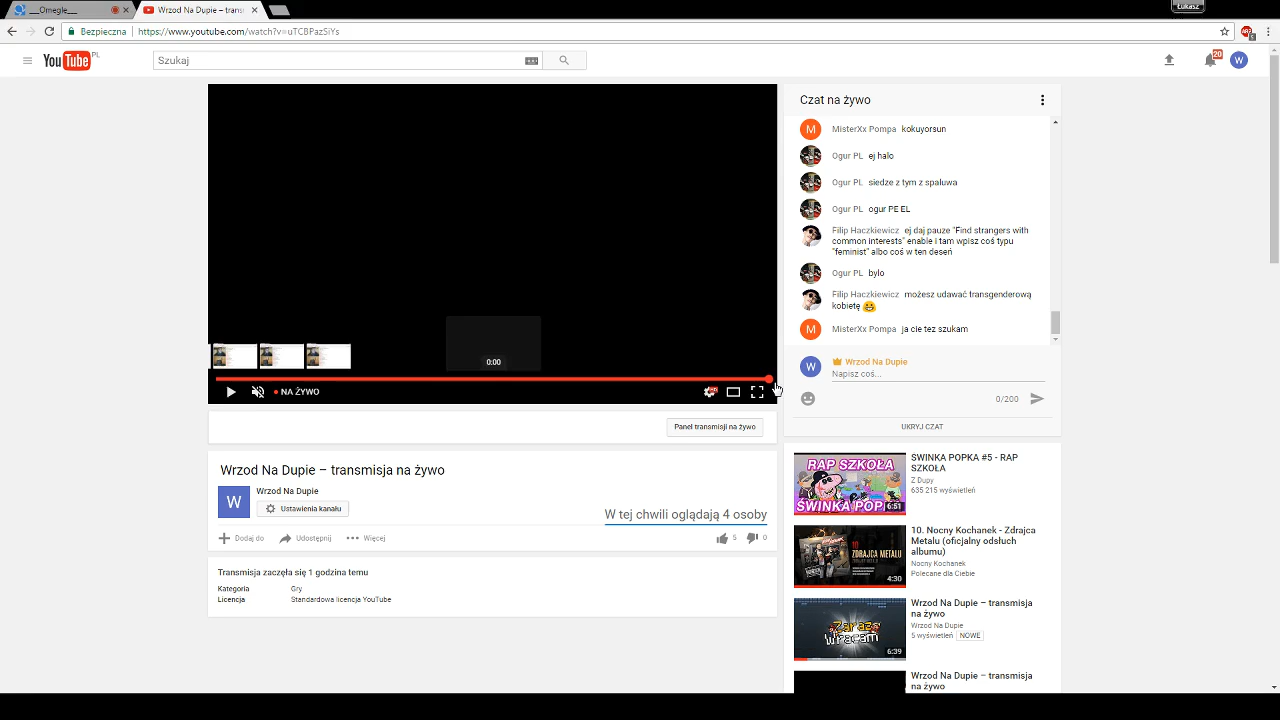 __Omegle__
Wrzod Na Dupie – trans
Łukasz
Bezpieczna https://www.youtube.com/watch?v=uTCBPazSiYs
YouTube PL
Szukaj
20
W
0:00
NA ŻYWO
Panel transmisji na żywo
Wrzod Na Dupie – transmisja na żywo
W
Wrzod Na Dupie
Ustawienia kanału
W tej chwili oglądają 4 osoby
Dodaj do
Udostępnij
Więcej
5
0
Transmisja zaczęła się 1 godzina temu
Kategoria Gry
Licencja Standardowa licencja YouTube
Czat na żywo
M MisterXx Pompa kokuyorsun
Ogur PL ej halo
Ogur PL siedze z tym z spaluwa
Ogur PL ogur PE EL
Filip Haczkiewicz ej daj pauze "Find strangers with
common interests" enable i tam wpisz coś typu
"feminist" albo coś w ten deseń
Ogur PL bylo
Filip Haczkiewicz możesz udawać transgenderową
kobietę
M MisterXx Pompa ja cie tez szukam
W Wrzod Na Dupie
Napisz coś...
0/200
UKRYJ CZAT
RAP SZKOŁA
ŚWINKA POP
6:51
SWINKA POPKA #5 - RAP
SZKOŁA
Z Dupy
635 215 wyświetleń
ZDRAJCA
METALU
4:30
10. Nocny Kochanek - Zdrajca
Metalu (oficjalny odsłuch
albumu)
Nocny Kochanek
Polecane dla Ciebie
Zaraz
wracam
6:39
Wrzod Na Dupie – transmisja
na żywo
Wrzod Na Dupie
5 wyświetleń NOWE
Wrzod Na Dupie – transmisja
na żywo